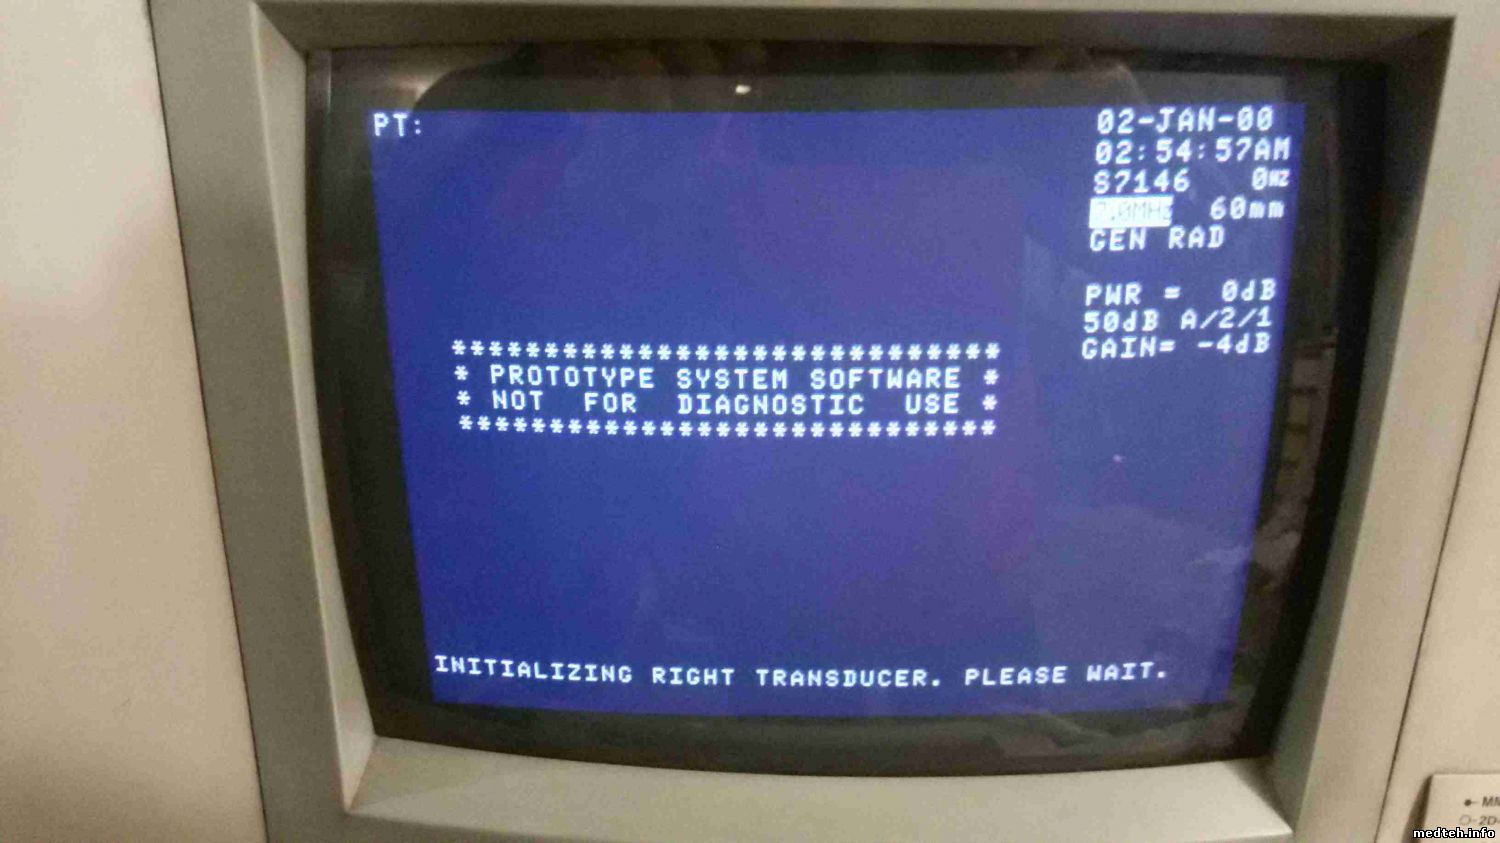 PT:
02-JAN-00
02:54:57AM
S7146 0HZ
60mm
GEN RAD
PWR = 0dB
50dB A/2/1
GAIN= -4dB
******************************
* PROTOTYPE SYSTEM SOFTWARE *
* NOT FOR DIAGNOSTIC USE *
******************************
INITIALIZING RIGHT TRANSDUCER. PLEASE WAIT.
2D
medteh.info